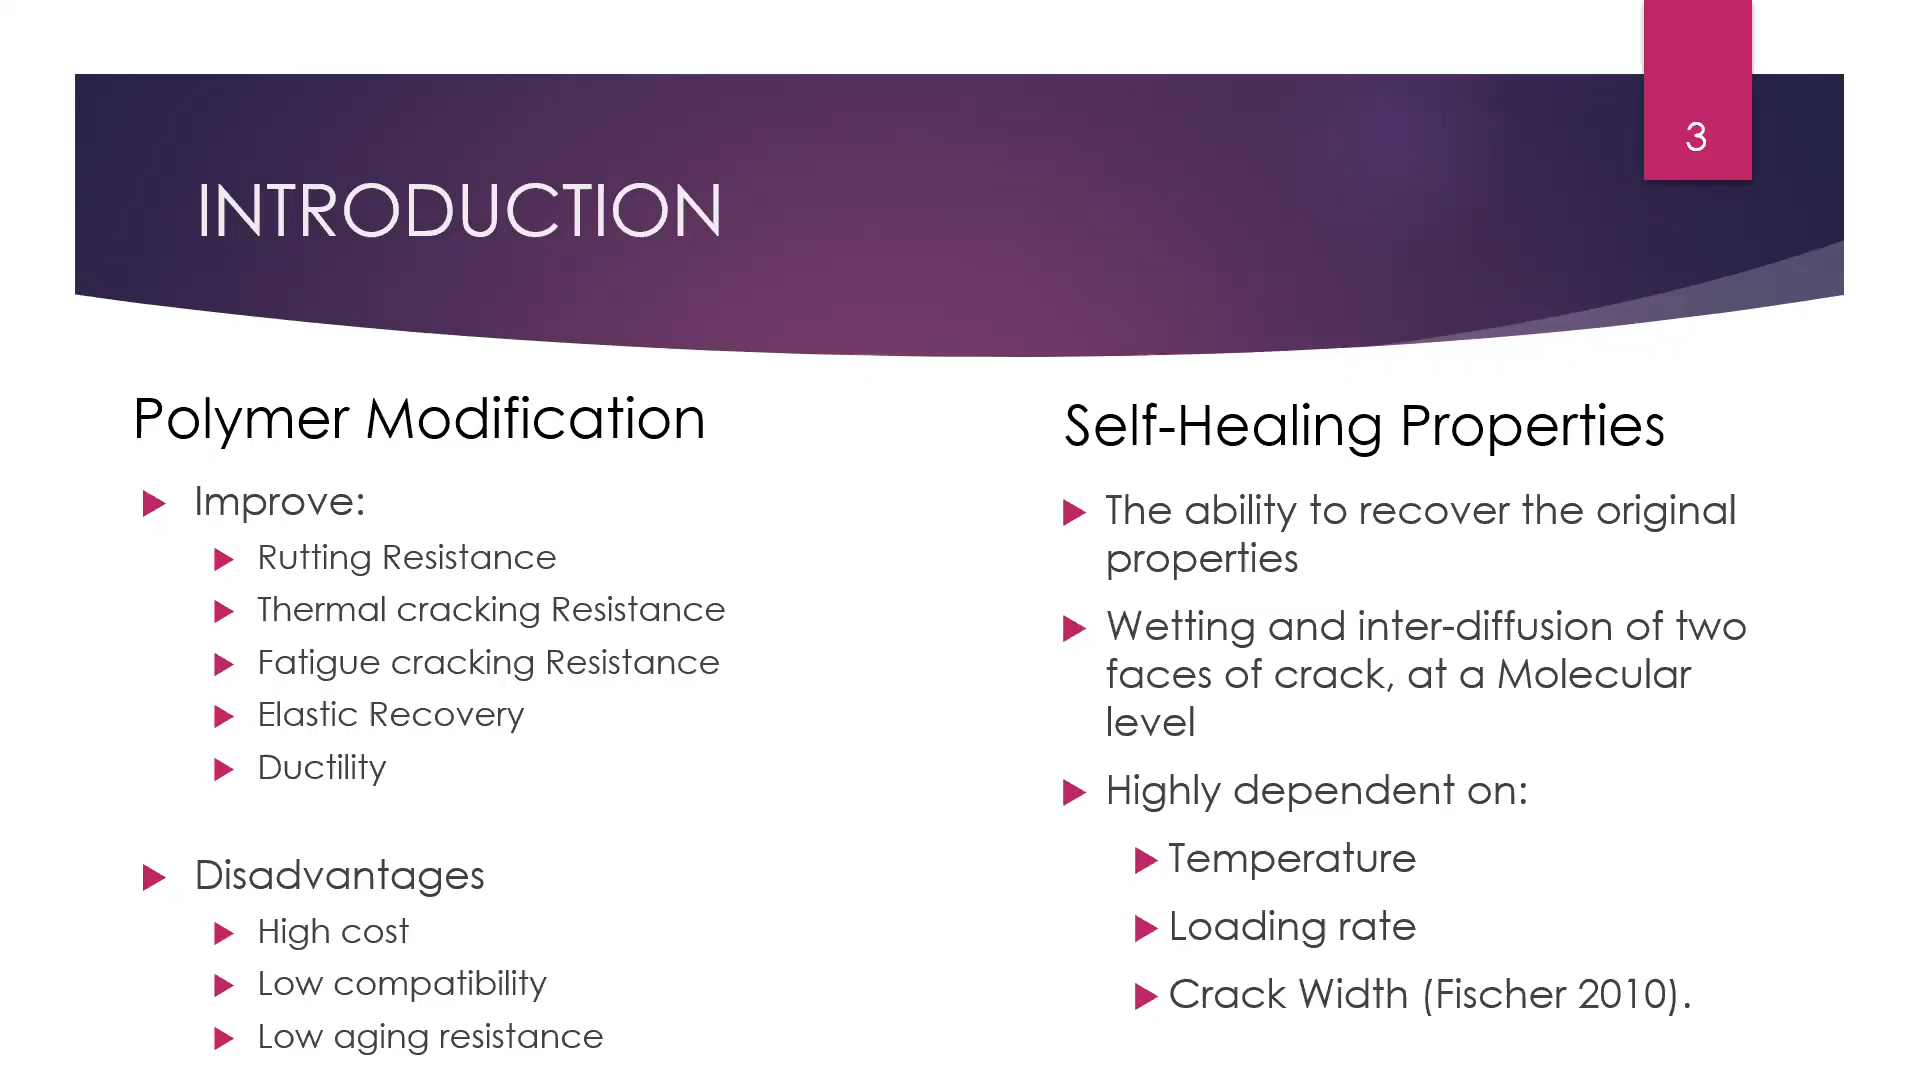 3
INTRODUCTION
Polymer Modification
Improve:
Rutting Resistance
Thermal cracking Resistance
Fatigue cracking Resistance
Elastic Recovery
Ductility
Disadvantages
High cost
Low compatibility
Low aging resistance
Self-Healing Properties
The ability to recover the original
properties
Wetting and inter-diffusion of two
faces of crack, at a Molecular
level
Highly dependent on:
Temperature
Loading rate
Crack Width (Fischer 2010).